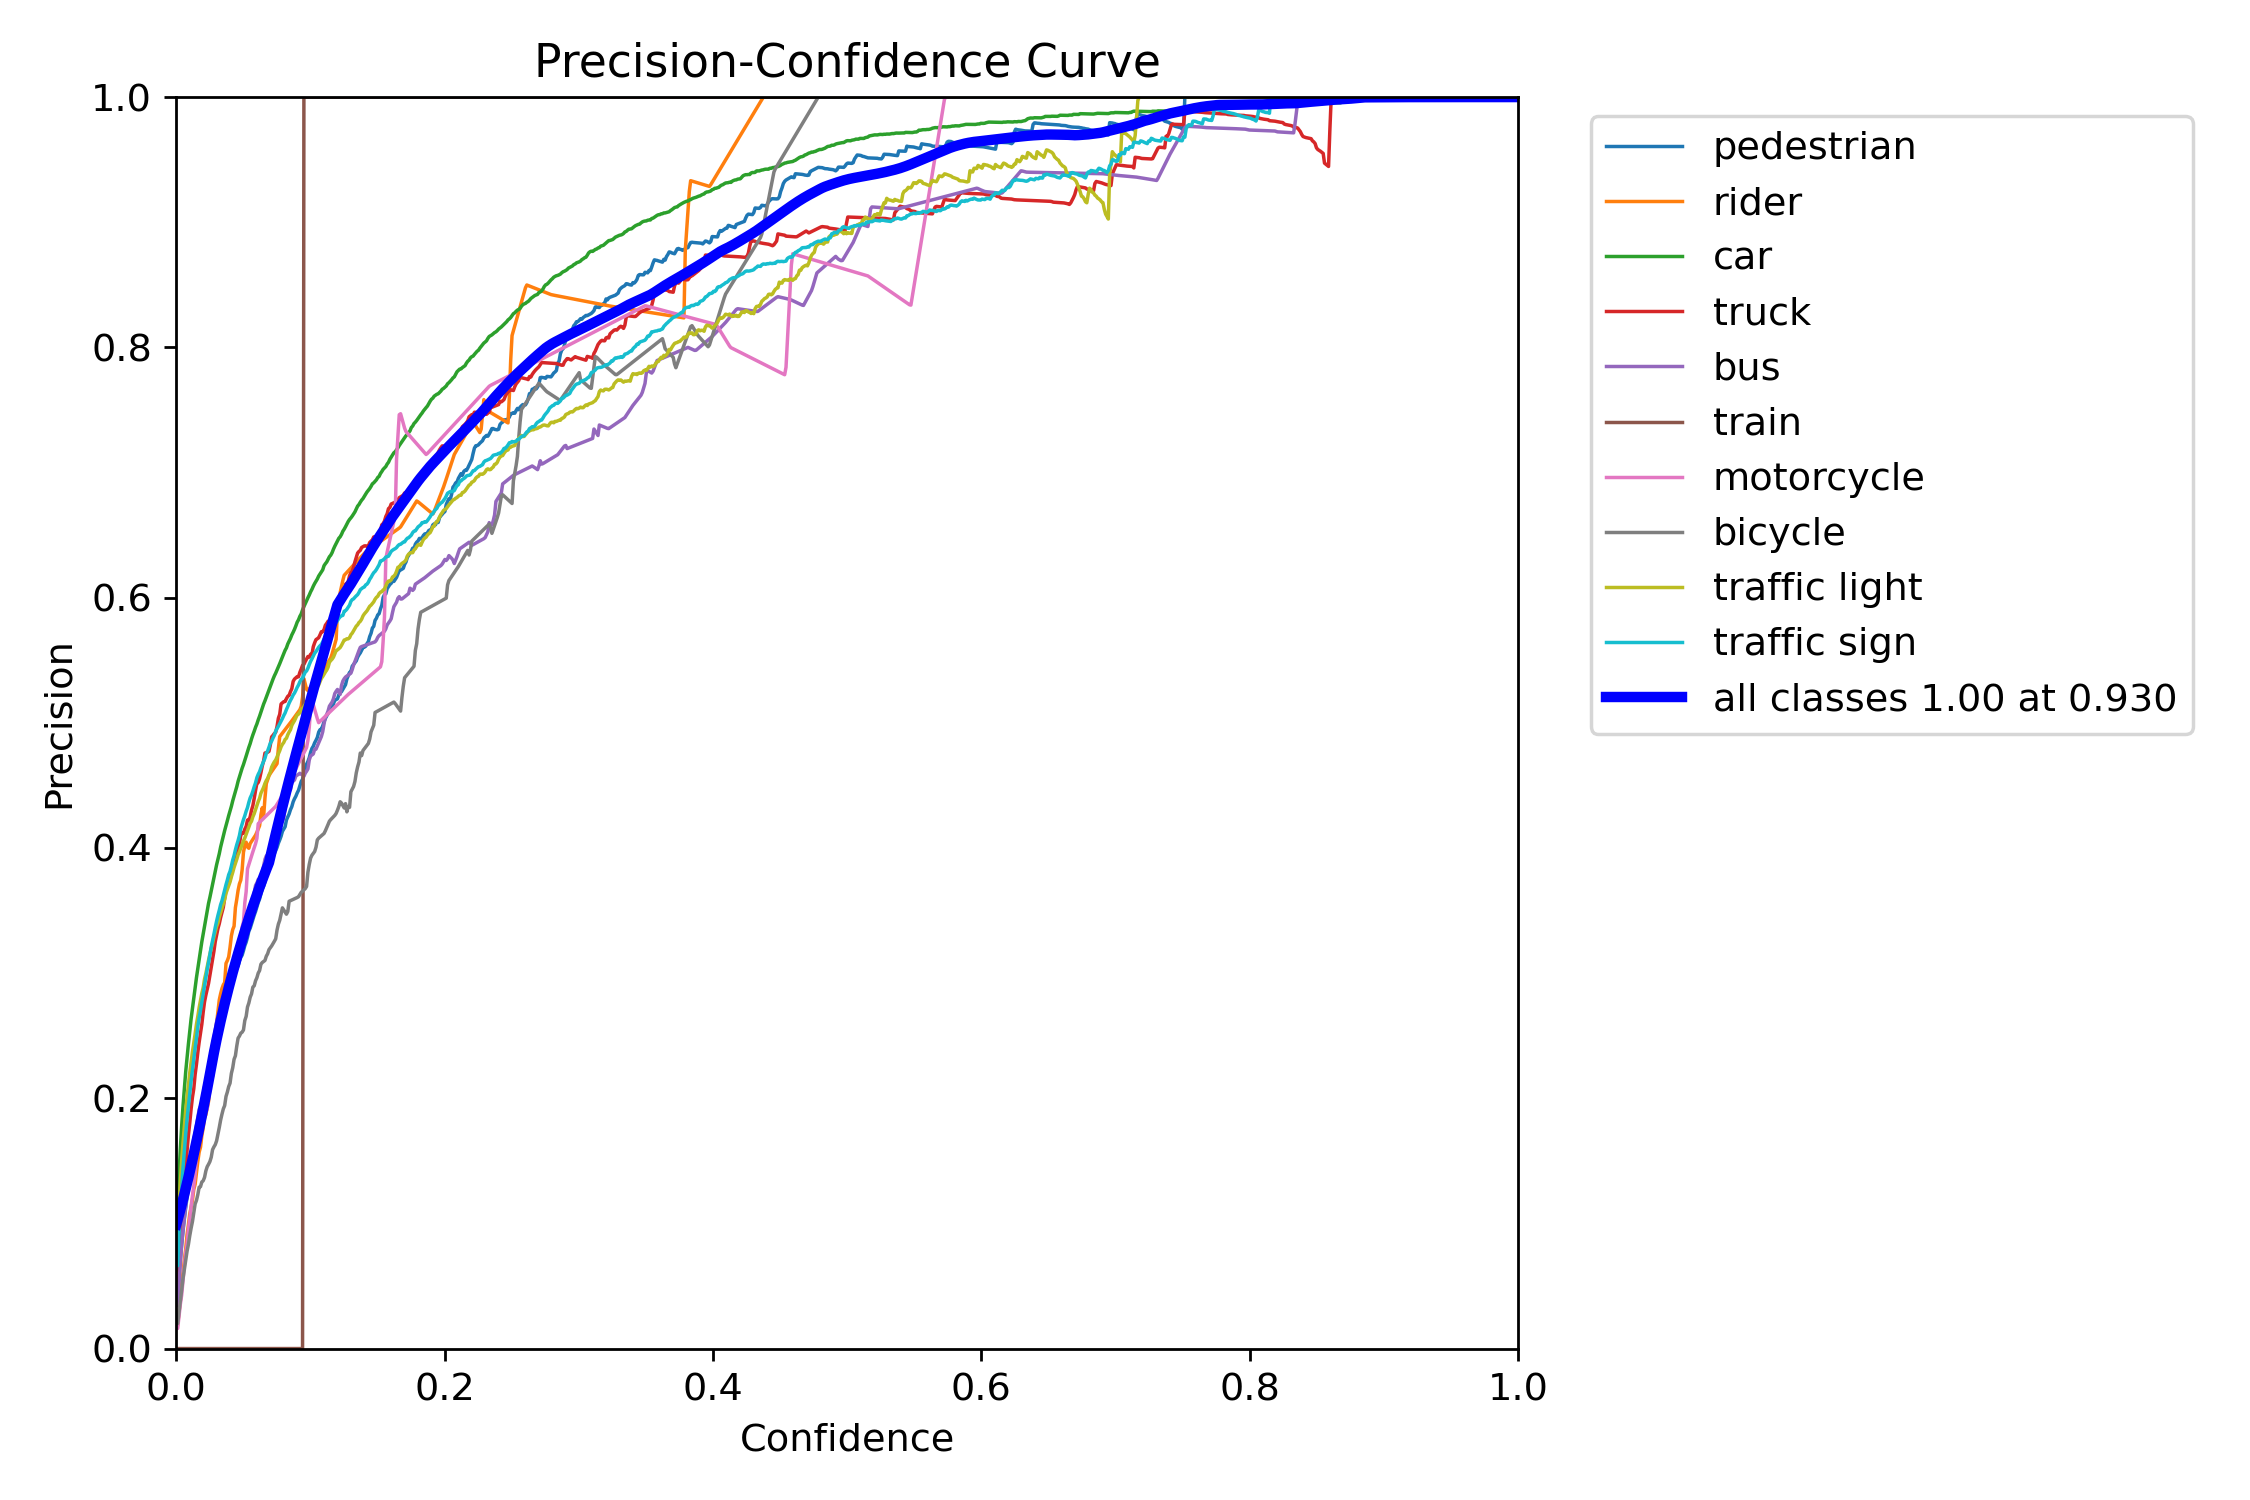 Precision-Confidence Curve
1.0
0.8
0.6
0.4
0.2
0.0
Precision
0.0 0.2 0.4 0.6 0.8 1.0
Confidence
pedestrian
rider
car
truck
bus
train
motorcycle
bicycle
traffic light
traffic sign
all classes 1.00 at 0.930